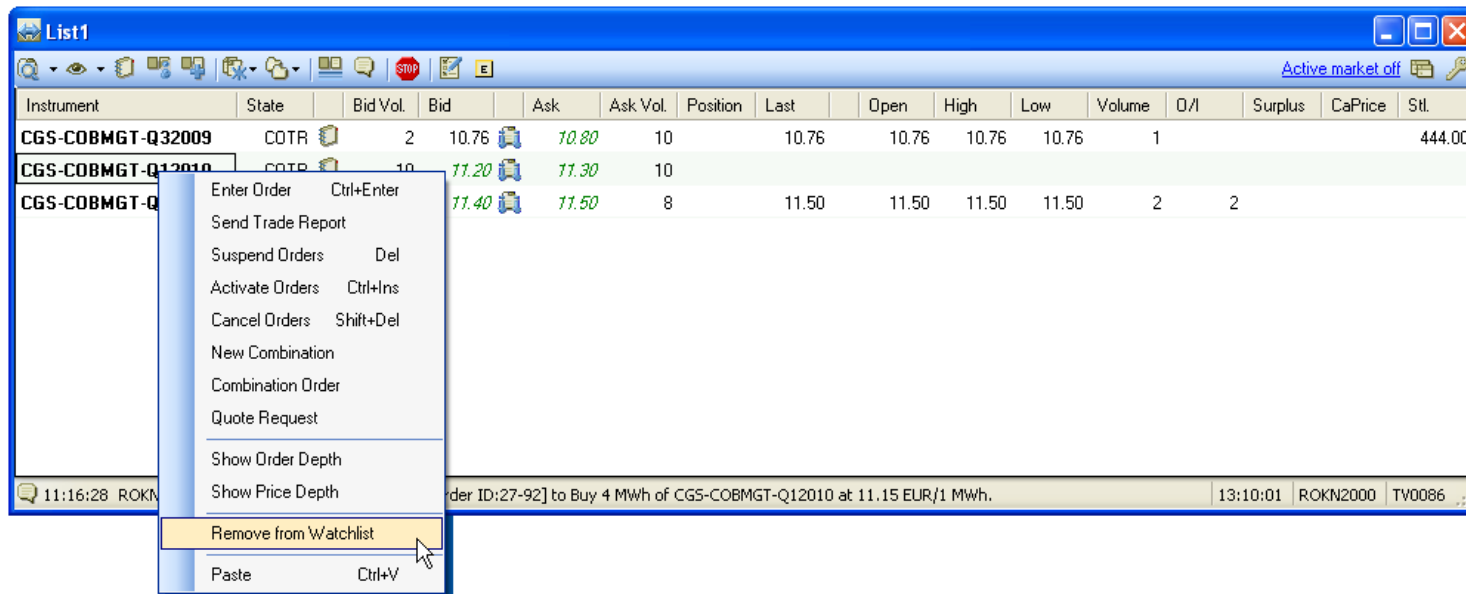 List1
STOP E Active market off
Instrument State Bid Vol. Bid Ask Ask Vol. Position Last Open High Low Volume O/I Surplus CaPrice Stl.
CGS-COBMGT-Q32009 COTR 2 10.76 10.80 10 10.76 10.76 10.76 10.76 1 444.00
CGS-COBMGT-Q12010 COTR 10 11.20 11.30 10
CGS-COBMGT-Q 11.40 11.50 8 11.50 11.50 11.50 11.50 2 2
Enter Order Ctrl+Enter
Send Trade Report
Suspend Orders Del
Activate Orders Ctrl+Ins
Cancel Orders Shift+Del
New Combination
Combination Order
Quote Request
Show Order Depth
Show Price Depth
Remove from Watchlist
Paste Ctrl+V
11:16:28 ROKN rder ID:27-92] to Buy 4 MWh of CGS-COBMGT-Q12010 at 11.15 EUR/1 MWh. 13:10:01 ROKN2000 TV0086